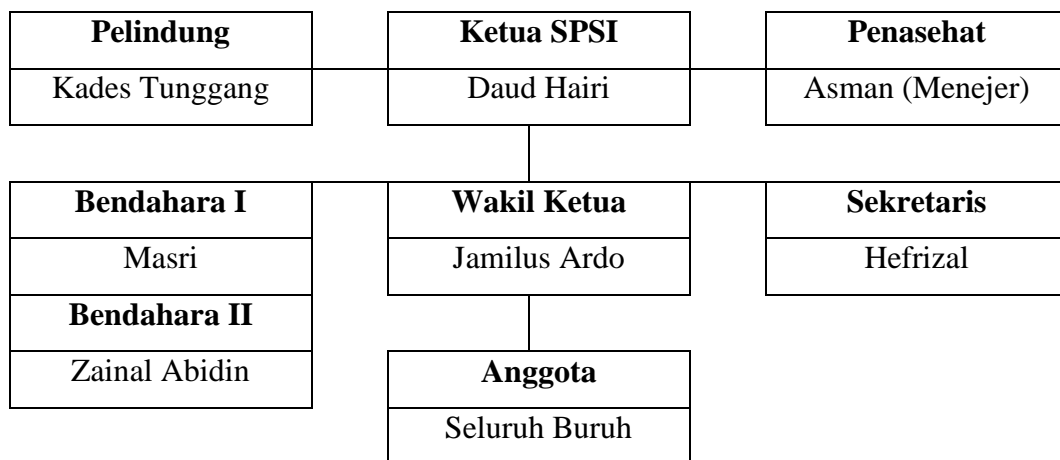 Pelindung
Kades Tunggang
Ketua SPSI
Daud Hairi
Penasehat
Asman (Menejer)
Bendahara I
Masri
Bendahara II
Zainal Abidin
Wakil Ketua
Jamilus Ardo
Sekretaris
Hefrizal
Anggota
Seluruh Buruh